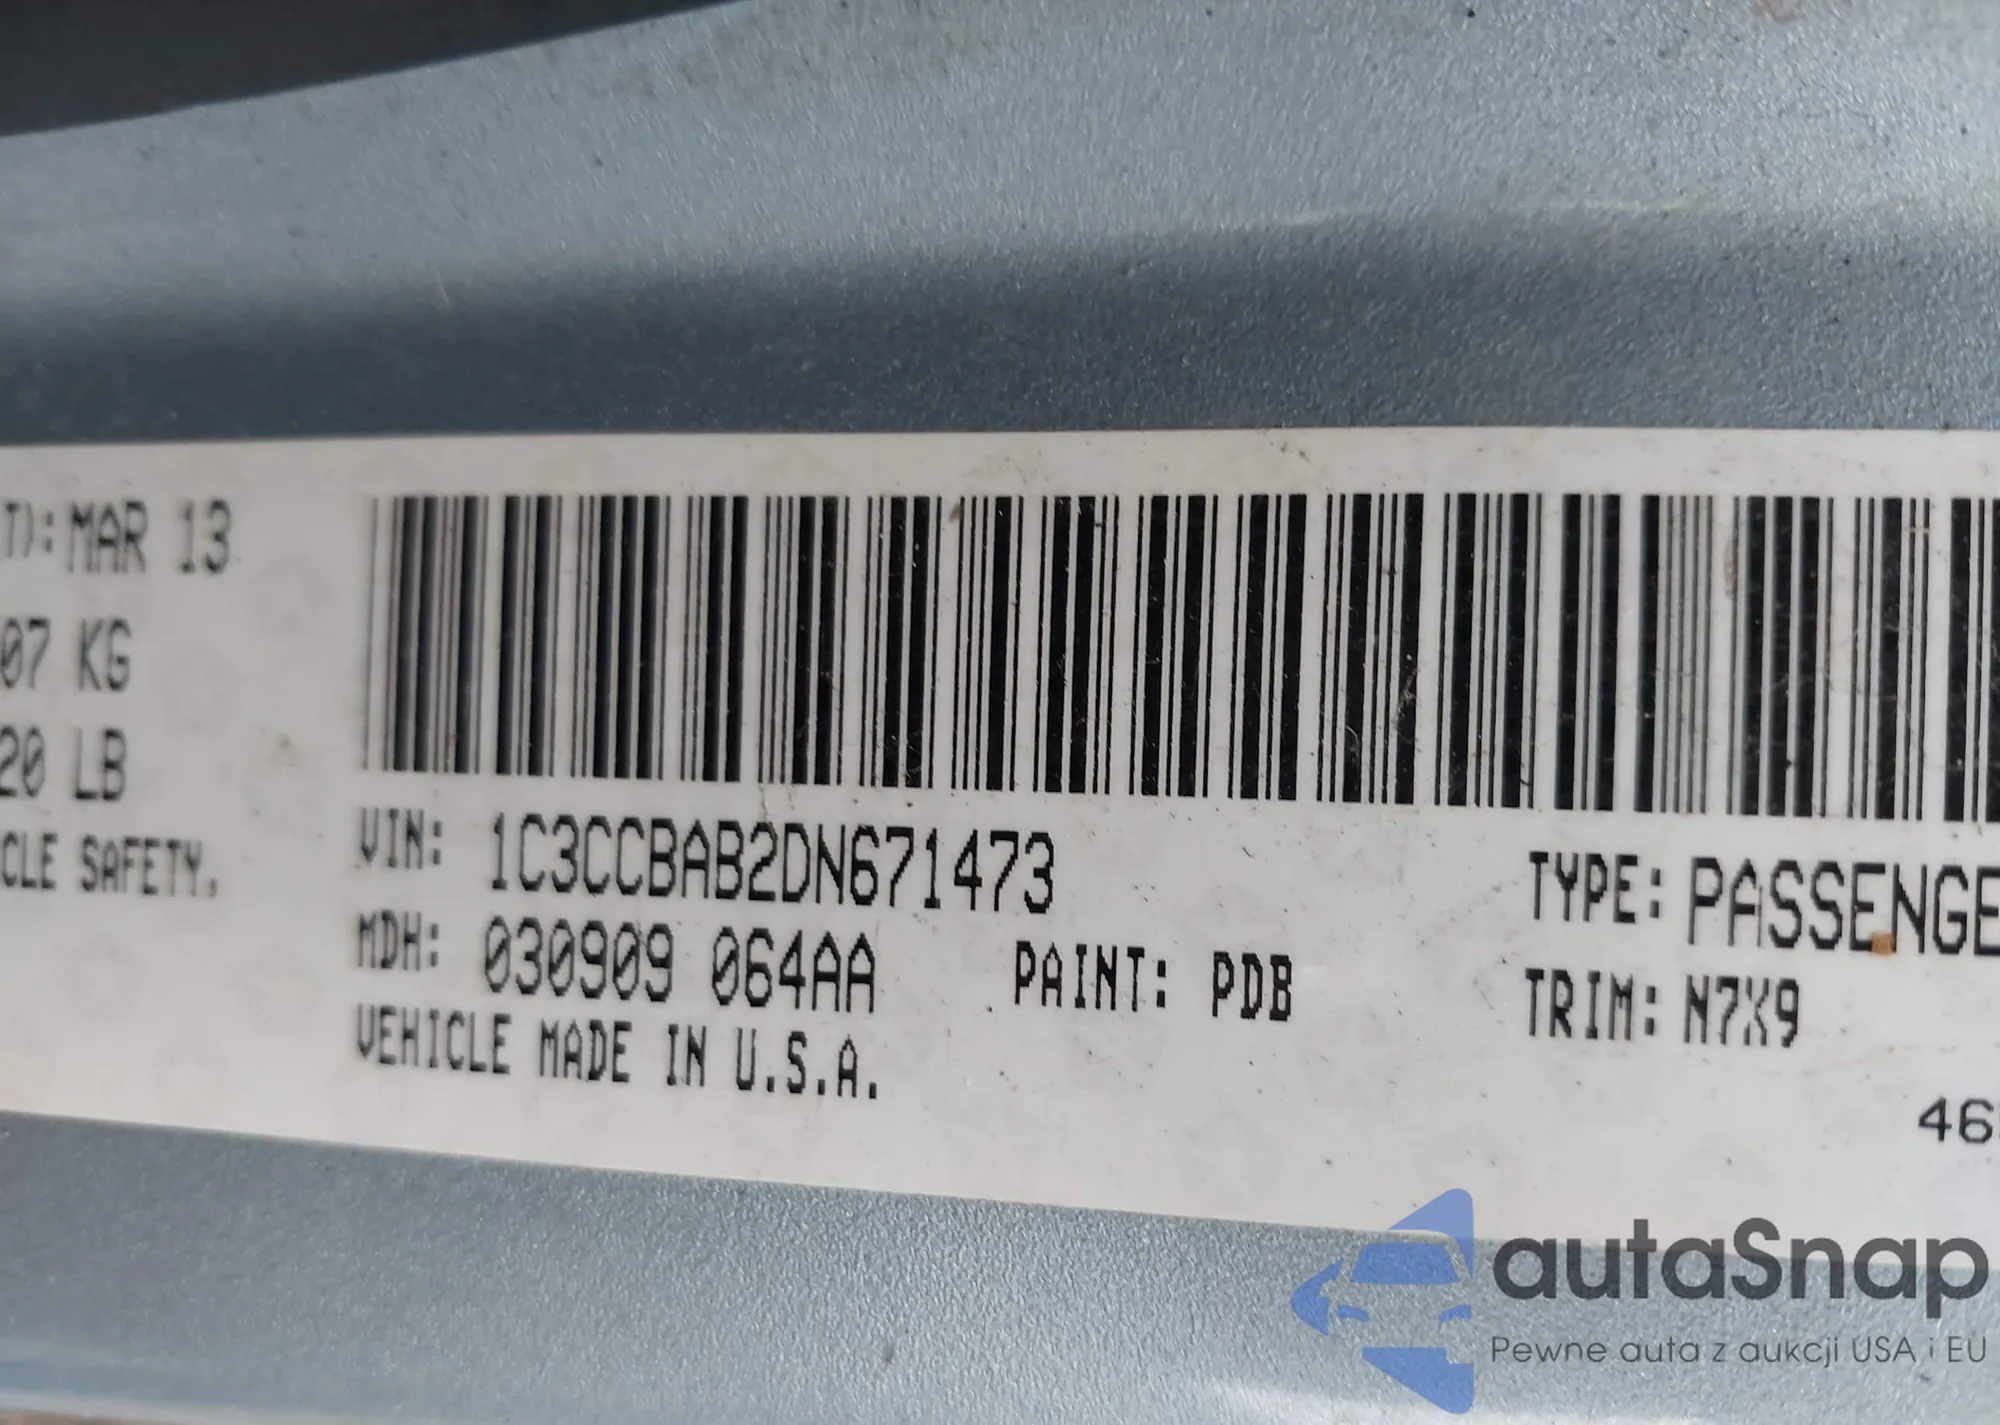 T): MAR 13
07 KG
20 LB
CLE SAFETY,
VIN: 1C3CCBAB2DN671473
MDH: 030909 064AA PAINT: PDB
VEHICLE MADE IN U.S.A.
TYPE: PASSENGE
TRIM: N7X9
46
autaSnap
Pewne auta z aukcji USA i EU